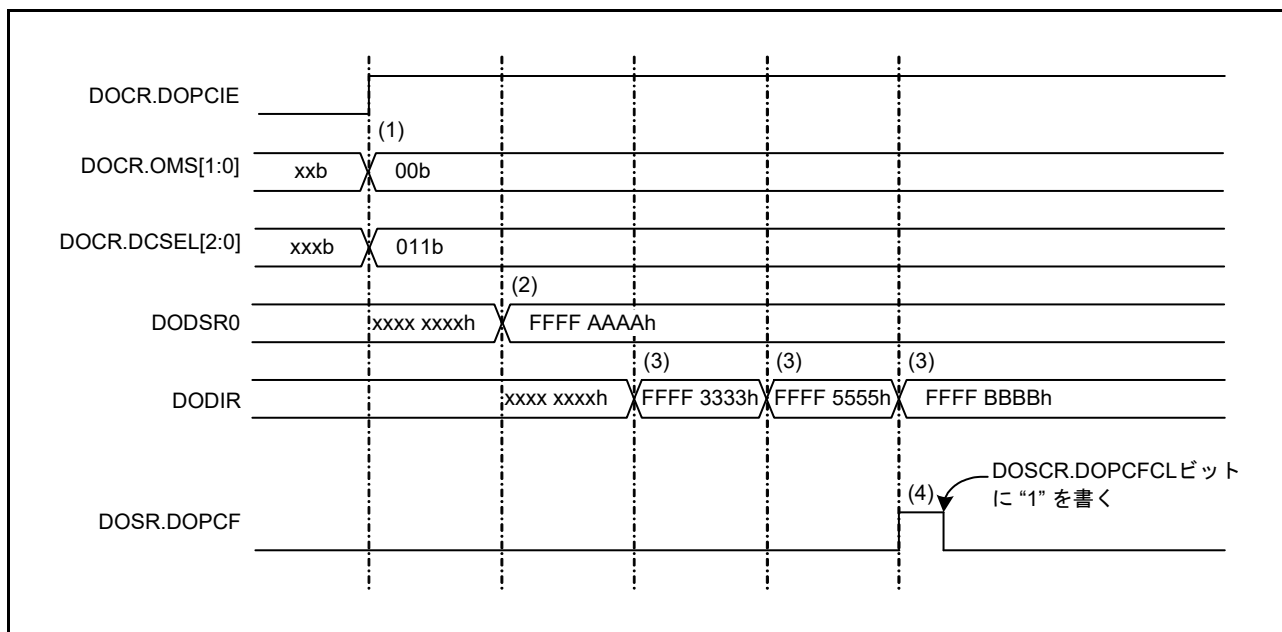 DOCR.DOPCIE
(1)
DOCR.OMS[1:0] xxb 00b
DOCR.DCSEL[2:0] xxxb 011b
(2)
DODSR0 xxxx xxxxh FFFF AAAAh
(3) (3) (3)
DODIR xxxx xxxxh FFFF 3333h FFFF 5555h FFFF BBBBh
DOSCR.DOPCFCLビット
(4) に “1” を書く
DOSR.DOPCF